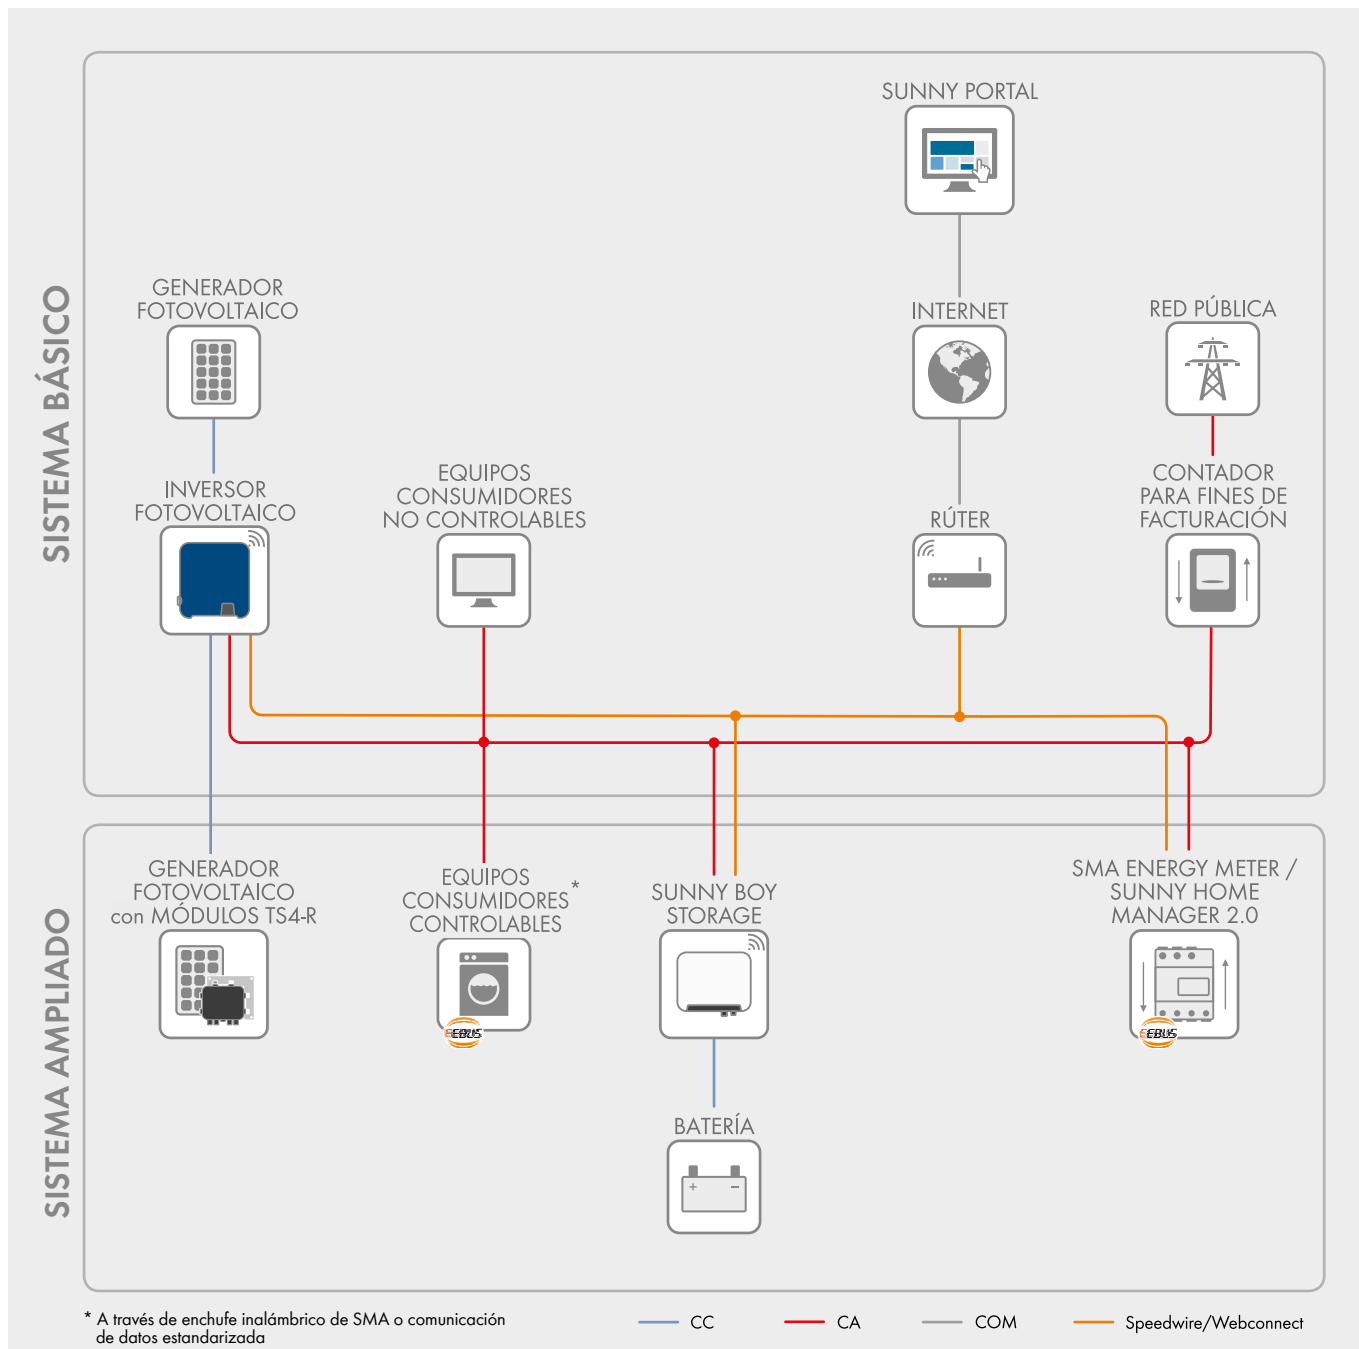 SISTEMA BÁSICO
SUNNY PORTAL
GENERADOR
FOTOVOLTAICO
INTERNET
RED PÚBLICA
INVERSOR
FOTOVOLTAICO
EQUIPOS
CONSUMIDORES
NO CONTROLABLES
RÚTER
CONTADOR
PARA FINES DE
FACTURACIÓN
SISTEMA AMPLIADO
GENERADOR
FOTOVOLTAICO
con MÓDULOS TS4-R
EQUIPOS
CONSUMIDORES *
CONTROLABLES
EEBUS
SUNNY BOY
STORAGE
SMA ENERGY METER /
SUNNY HOME
MANAGER 2.0
EEBUS
BATERÍA
+ −
* A través de enchufe inalámbrico de SMA o comunicación
de datos estandarizada
CC
CA
COM
Speedwire/Webconnect